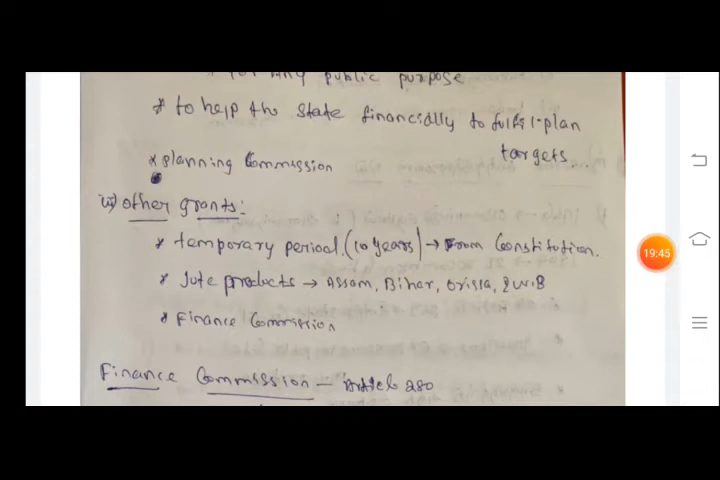 for any public purpose
* to help the state financially to fulfil plan
targets.
* planning Commission
iii) other grants:
* temporary period. (10 years) → From Constitution.
* Jute products → Assam, Bihar, Orissa, & W.B
* Finance Commission
Finance Commission - Article 280
19:45